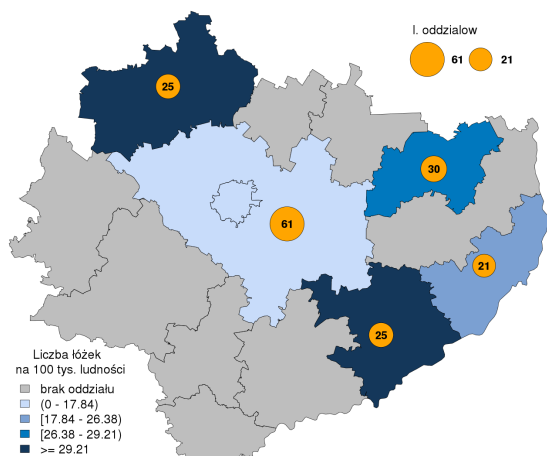 l. oddzialow
61 21
25
30
61
21
25
Liczba łóżek
na 100 tys. ludności
brak oddziału
(0 - 17.84)
[17.84 - 26.38)
[26.38 - 29.21)
>= 29.21